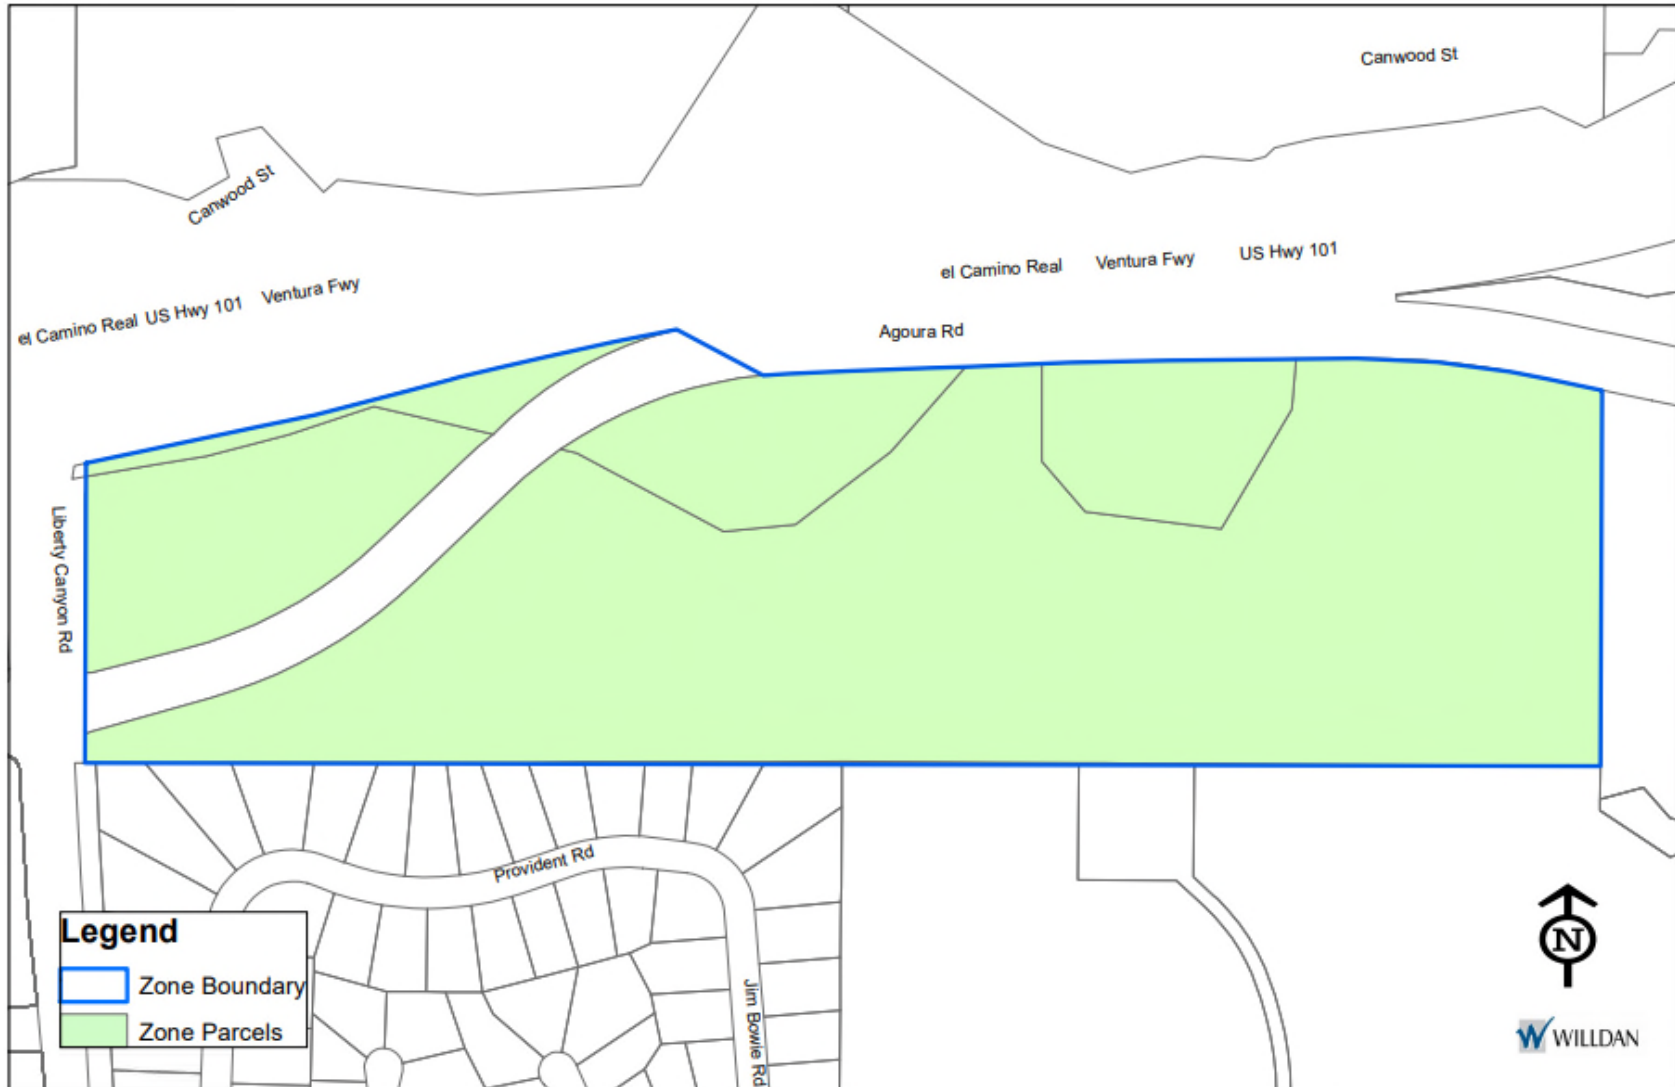 Canwood St
Canwood St
el Camino Real US Hwy 101 Ventura Fwy
el Camino Real Ventura Fwy US Hwy 101
Agoura Rd
Liberty Canyon Rd
Provident Rd
Jim Bowie Rd
Legend
Zone Boundary
Zone Parcels
N
WILLDAN